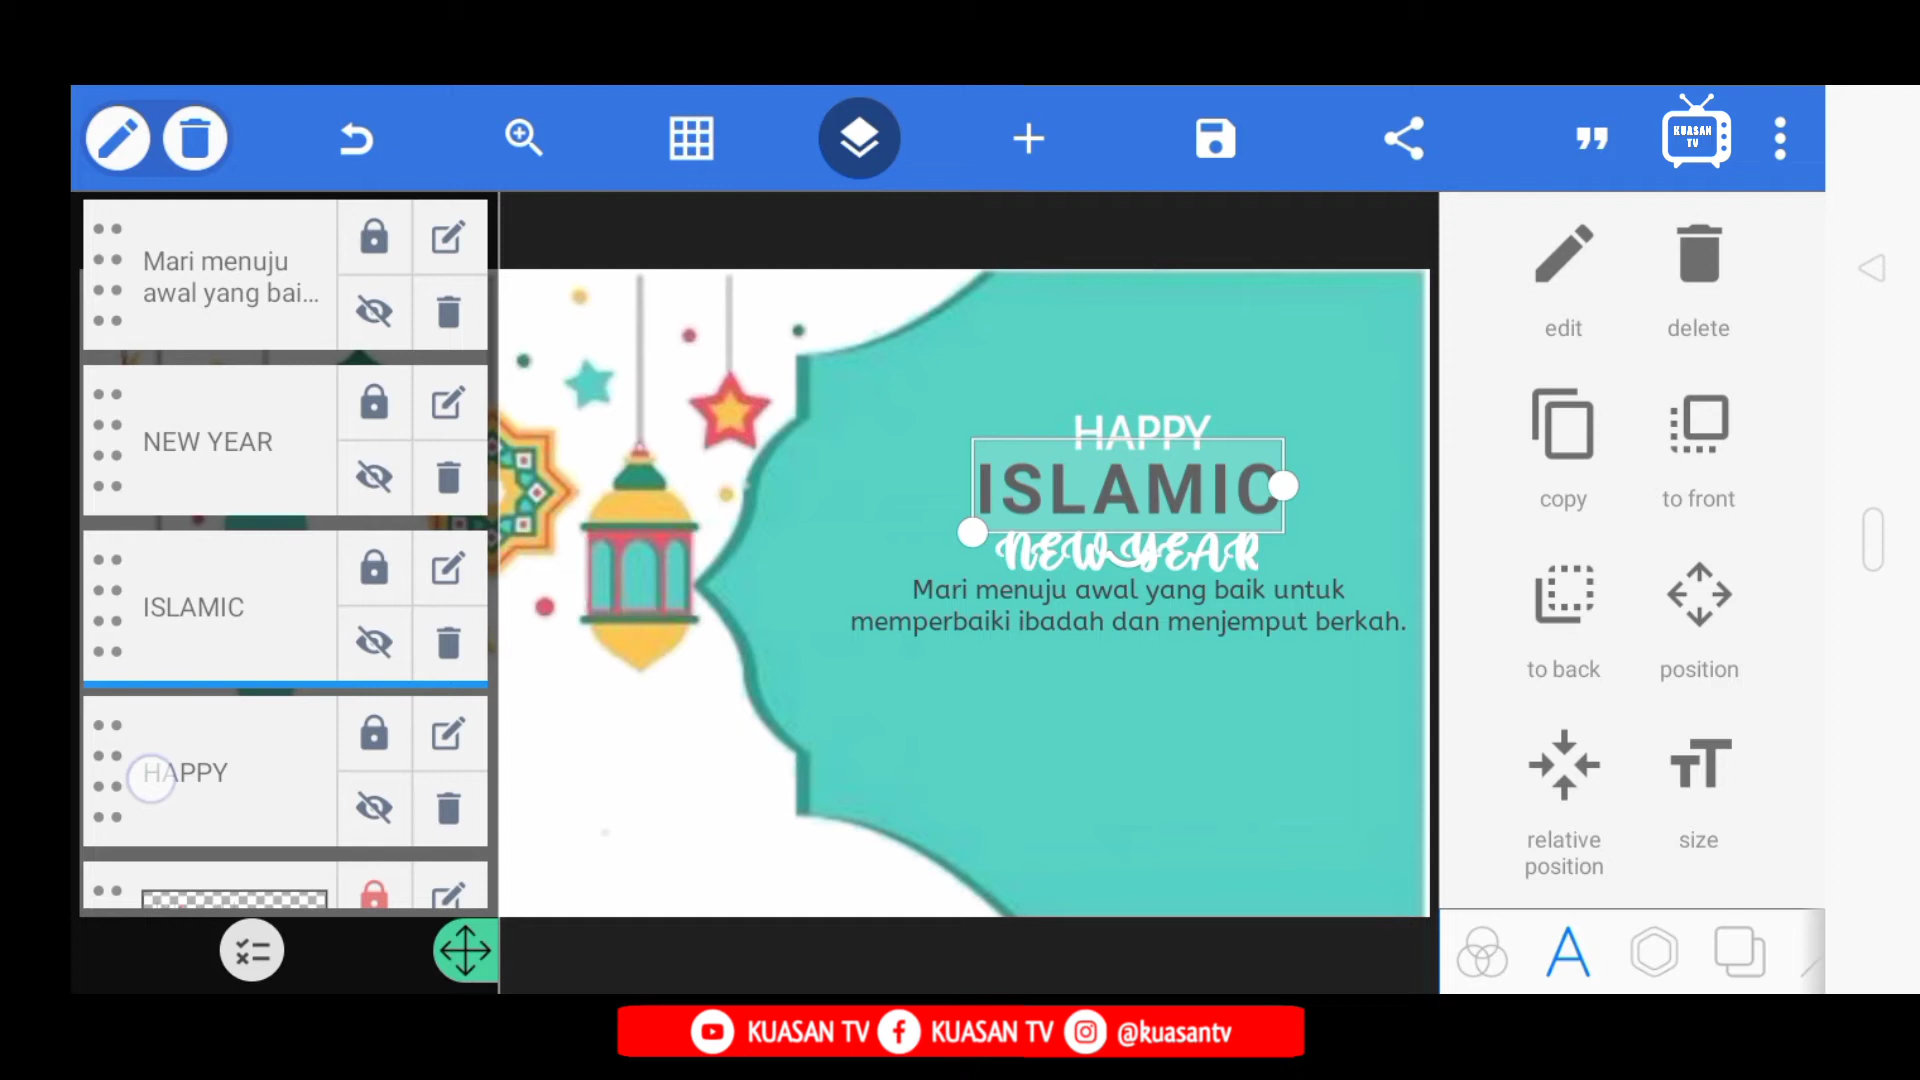 KUASAN
TV
Mari menuju
awal yang bai...
NEW YEAR
ISLAMIC
HAPPY
HAPPY
ISLAMIC
NEW YEAR
Mari menuju awal yang baik untuk
memperbaiki ibadah dan menjemput berkah.
edit
delete
copy
to front
to back
position
relative
position
size
KUASAN TV
KUASAN TV
@kuasantv